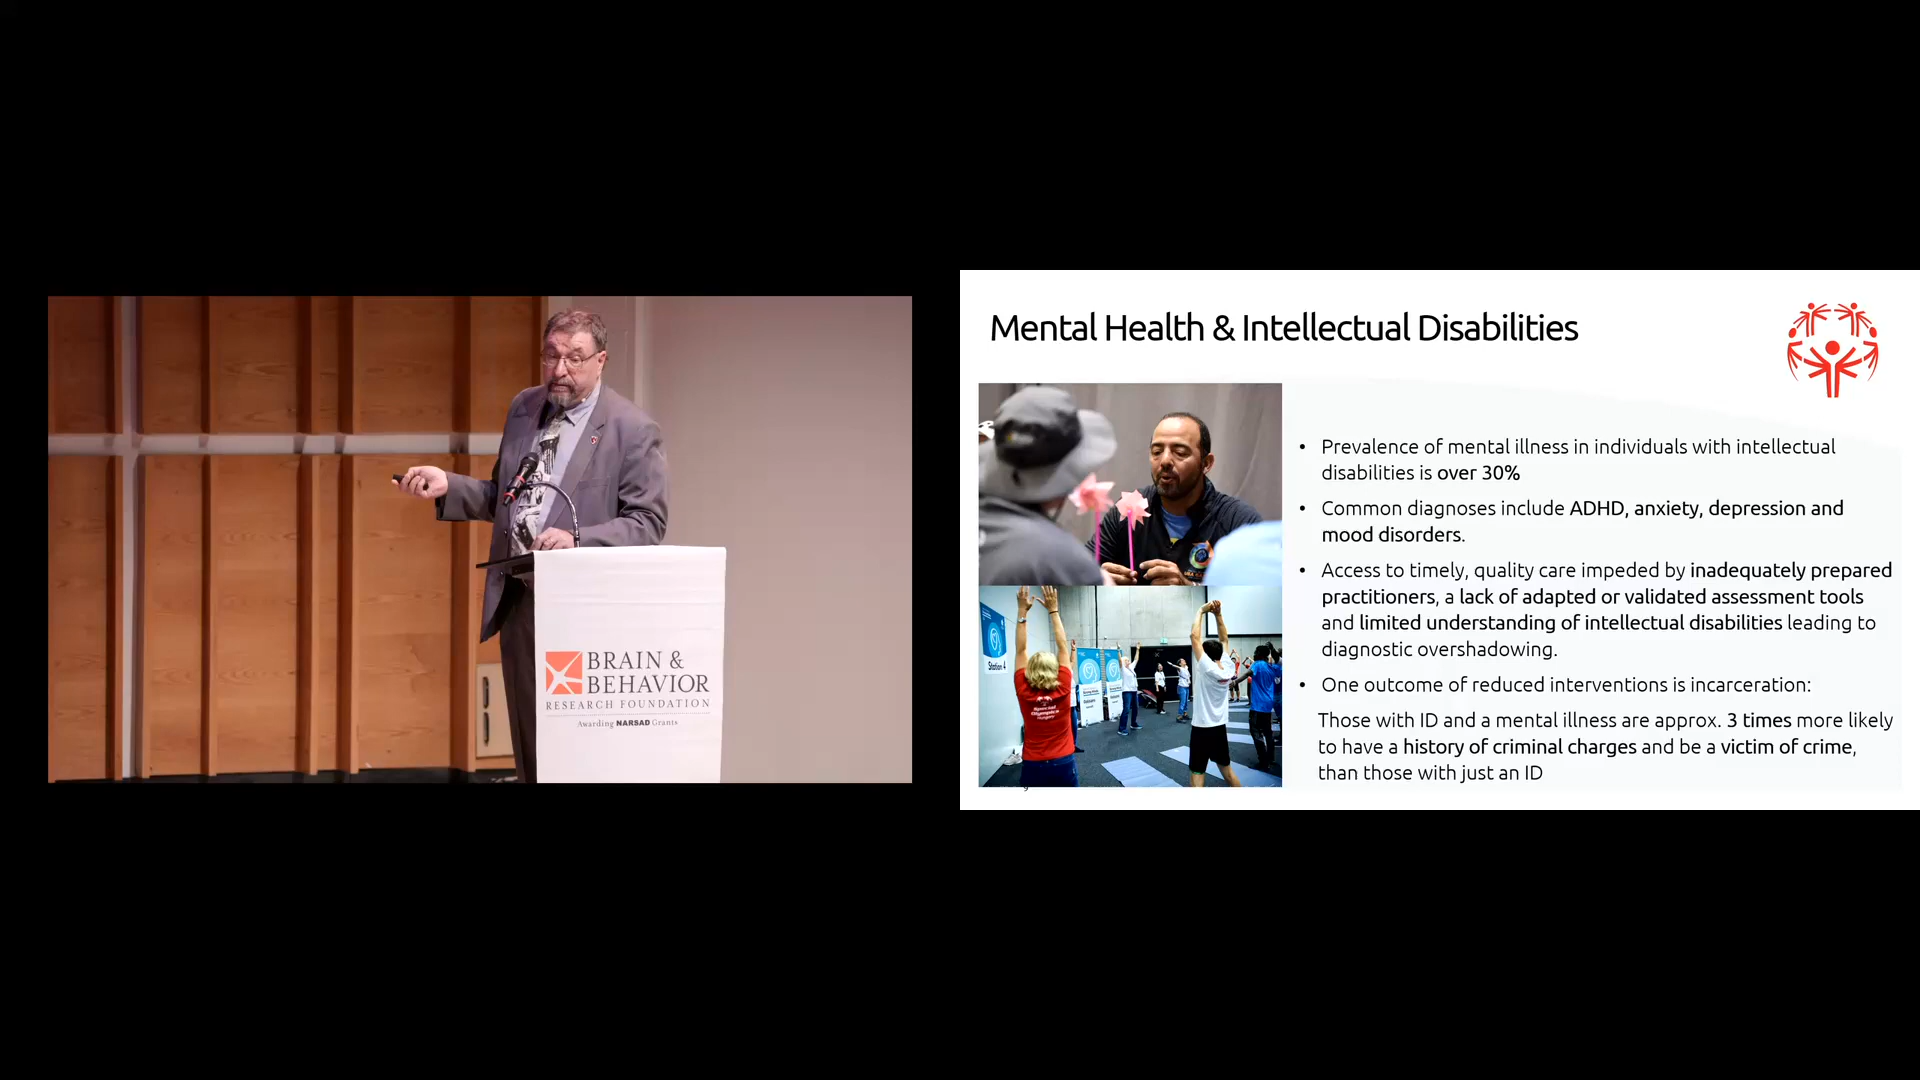 BRAIN &
BEHAVIOR
RESEARCH FOUNDATION
Awarding NARSAD Grants
Mental Health & Intellectual Disabilities
Station 4
• Prevalence of mental illness in individuals with intellectual
disabilities is over 30%
• Common diagnoses include ADHD, anxiety, depression and
mood disorders.
• Access to timely, quality care impeded by inadequately prepared
practitioners, a lack of adapted or validated assessment tools
and limited understanding of intellectual disabilities leading to
diagnostic overshadowing.
• One outcome of reduced interventions is incarceration:
Those with ID and a mental illness are approx. 3 times more likely
to have a history of criminal charges and be a victim of crime,
than those with just an ID